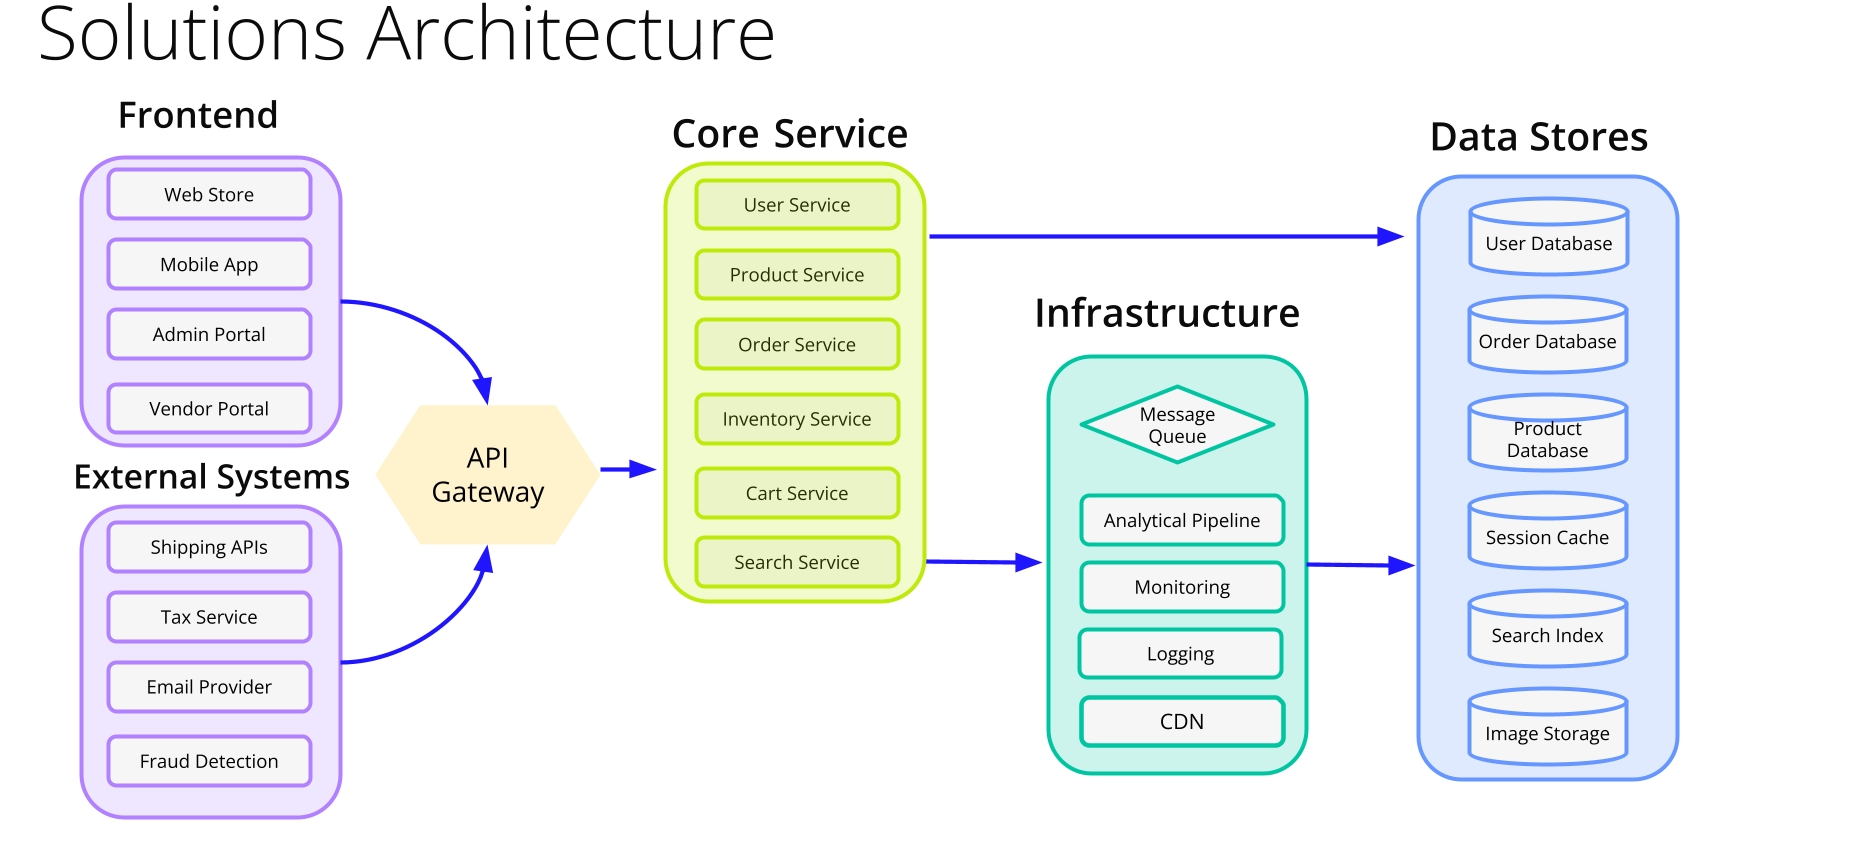 Solutions Architecture
Frontend
Web Store
Mobile App
Admin Portal
Vendor Portal
External Systems
Shipping APIs
Tax Service
Email Provider
Fraud Detection
API
Gateway
Core Service
User Service
Product Service
Order Service
Inventory Service
Cart Service
Search Service
Infrastructure
Message
Queue
Analytical Pipeline
Monitoring
Logging
CDN
Data Stores
User Database
Order Database
Product
Database
Session Cache
Search Index
Image Storage